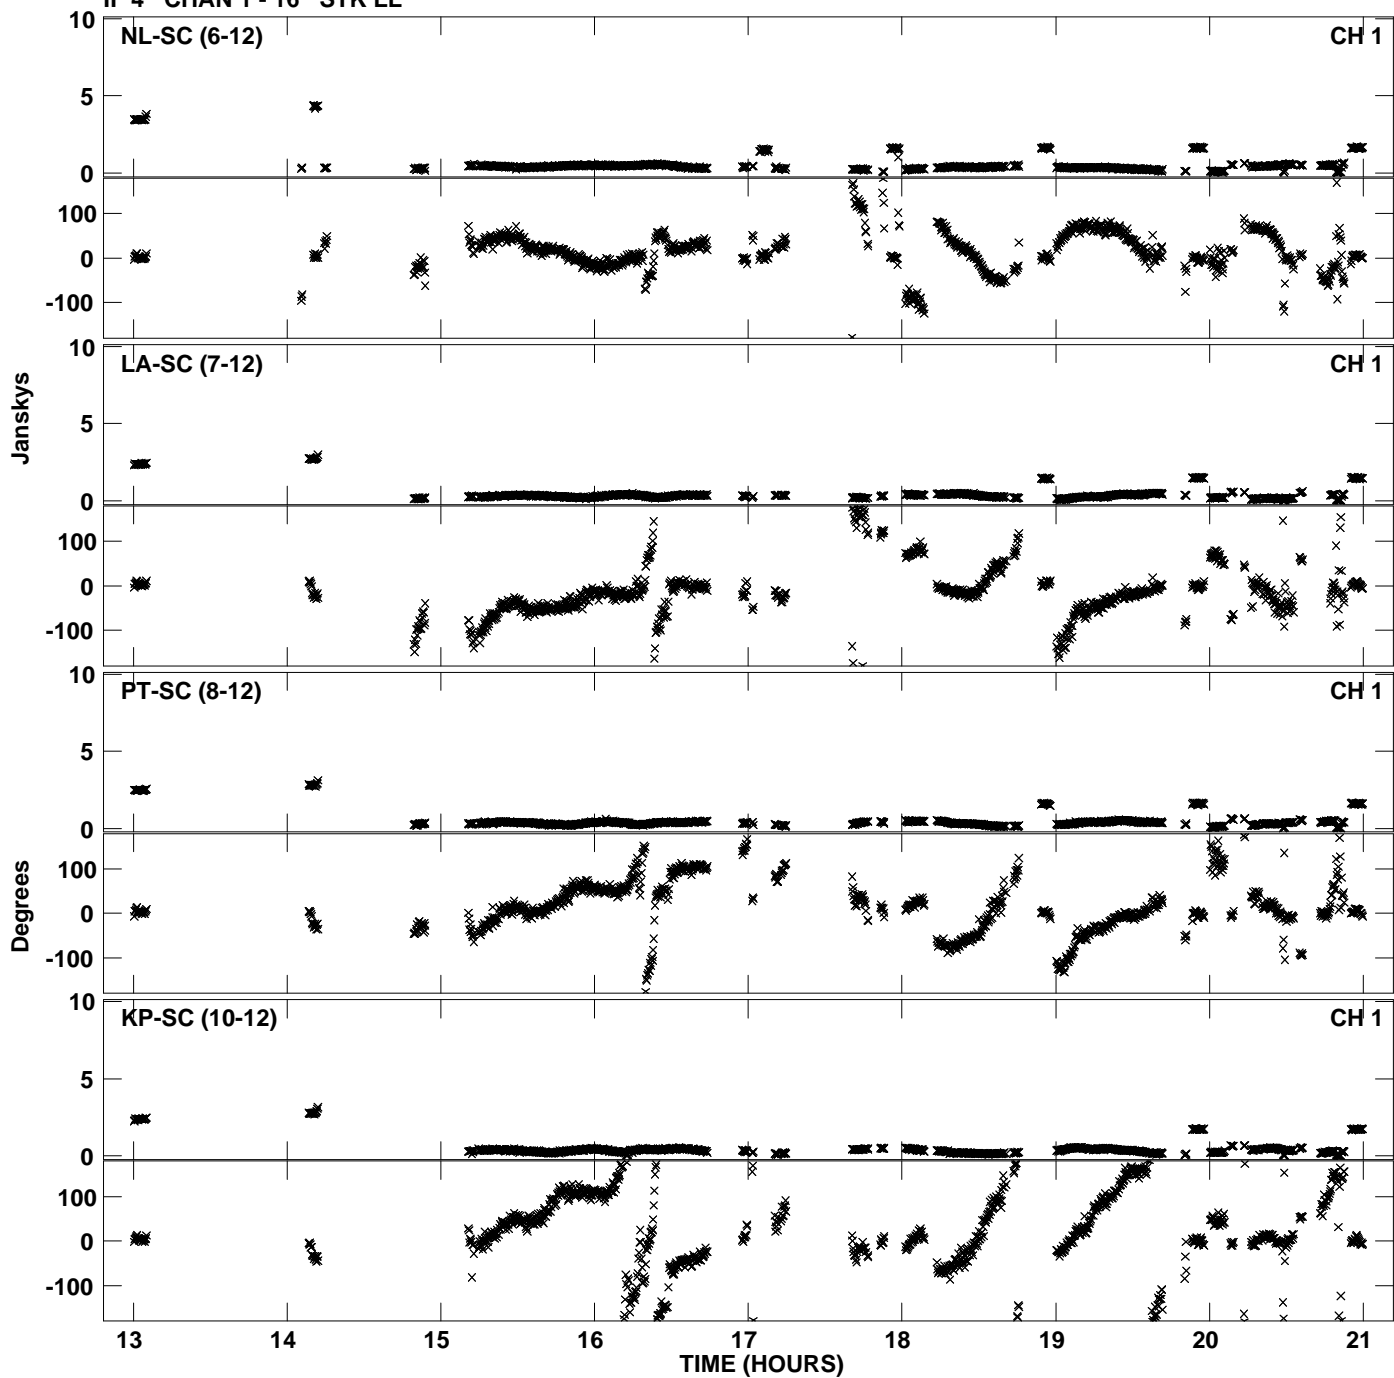 IF 4 CHAN 1 - 16 STK LL
10
NL-SC (6-12)
CH 1
5
0
100
0
-100
10
LA-SC (7-12)
CH 1
5
0
100
0
-100
Janskys
10
PT-SC (8-12)
CH 1
5
0
100
0
-100
Degrees
10
KP-SC (10-12)
CH 1
5
0
100
0
-100
13 14 15 16 17 18 19 20 21
TIME (HOURS)